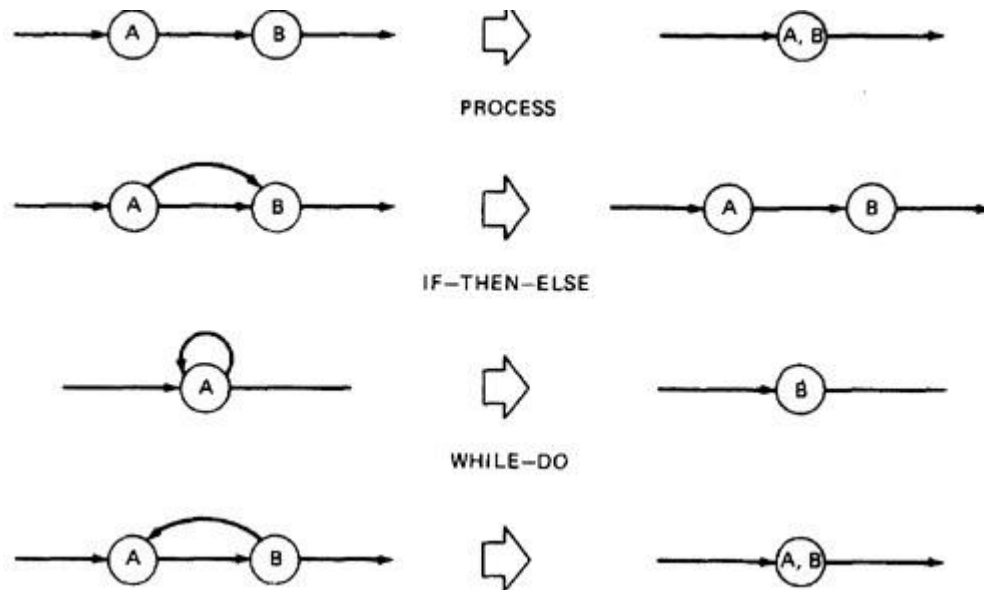 A B A, B
PROCESS
A B A B
IF-THEN-ELSE
A B
WHILE-DO
A B A, B